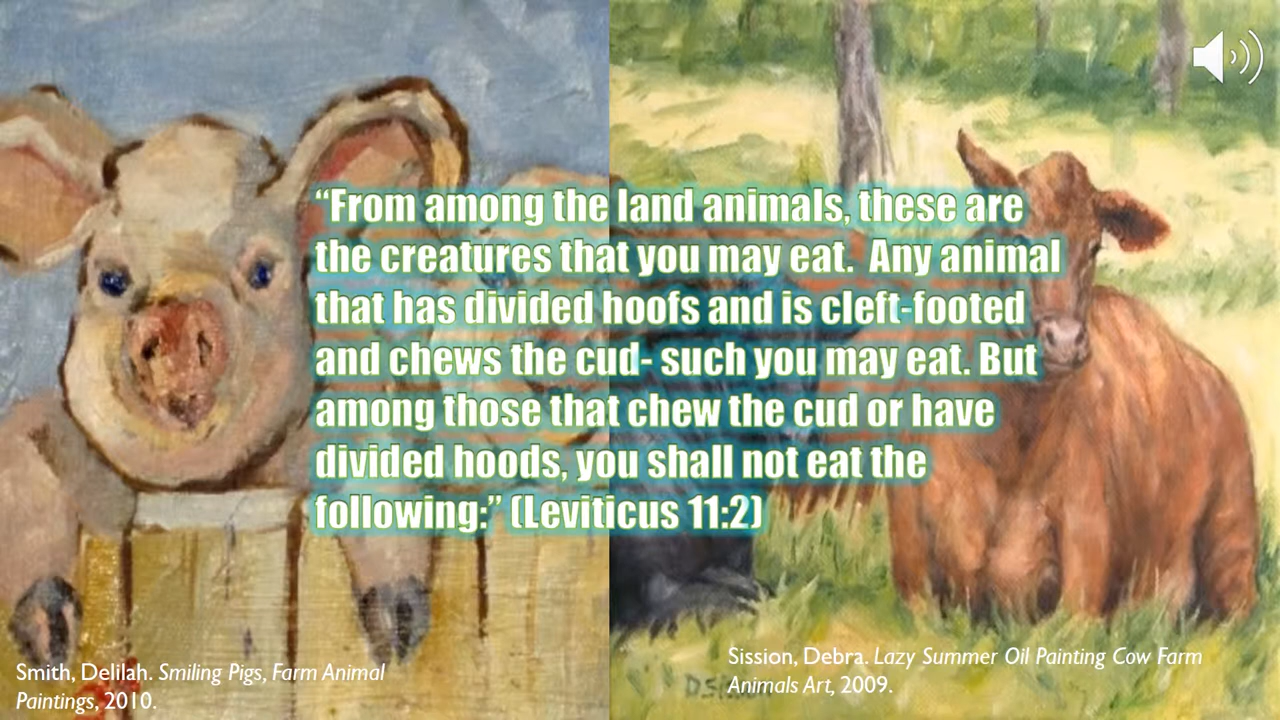 “From among the land animals, these are
the creatures that you may eat.  Any animal
that has divided hoofs and is cleft-footed
and chews the cud- such you may eat. But
among those that chew the cud or have
divided hoods, you shall not eat the
following:” (Leviticus 11:2)
Smith, Delilah. Smiling Pigs, Farm Animal
Paintings, 2010.
Sission, Debra. Lazy Summer Oil Painting Cow Farm
Animals Art, 2009.